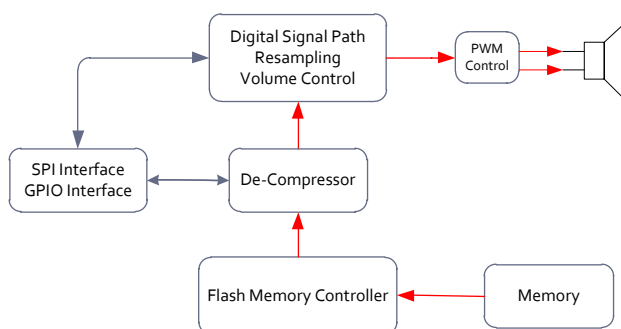 Digital Signal Path
Resampling
Volume Control
PWM
Control
SPI Interface
GPIO Interface
De-Compressor
Flash Memory Controller
Memory